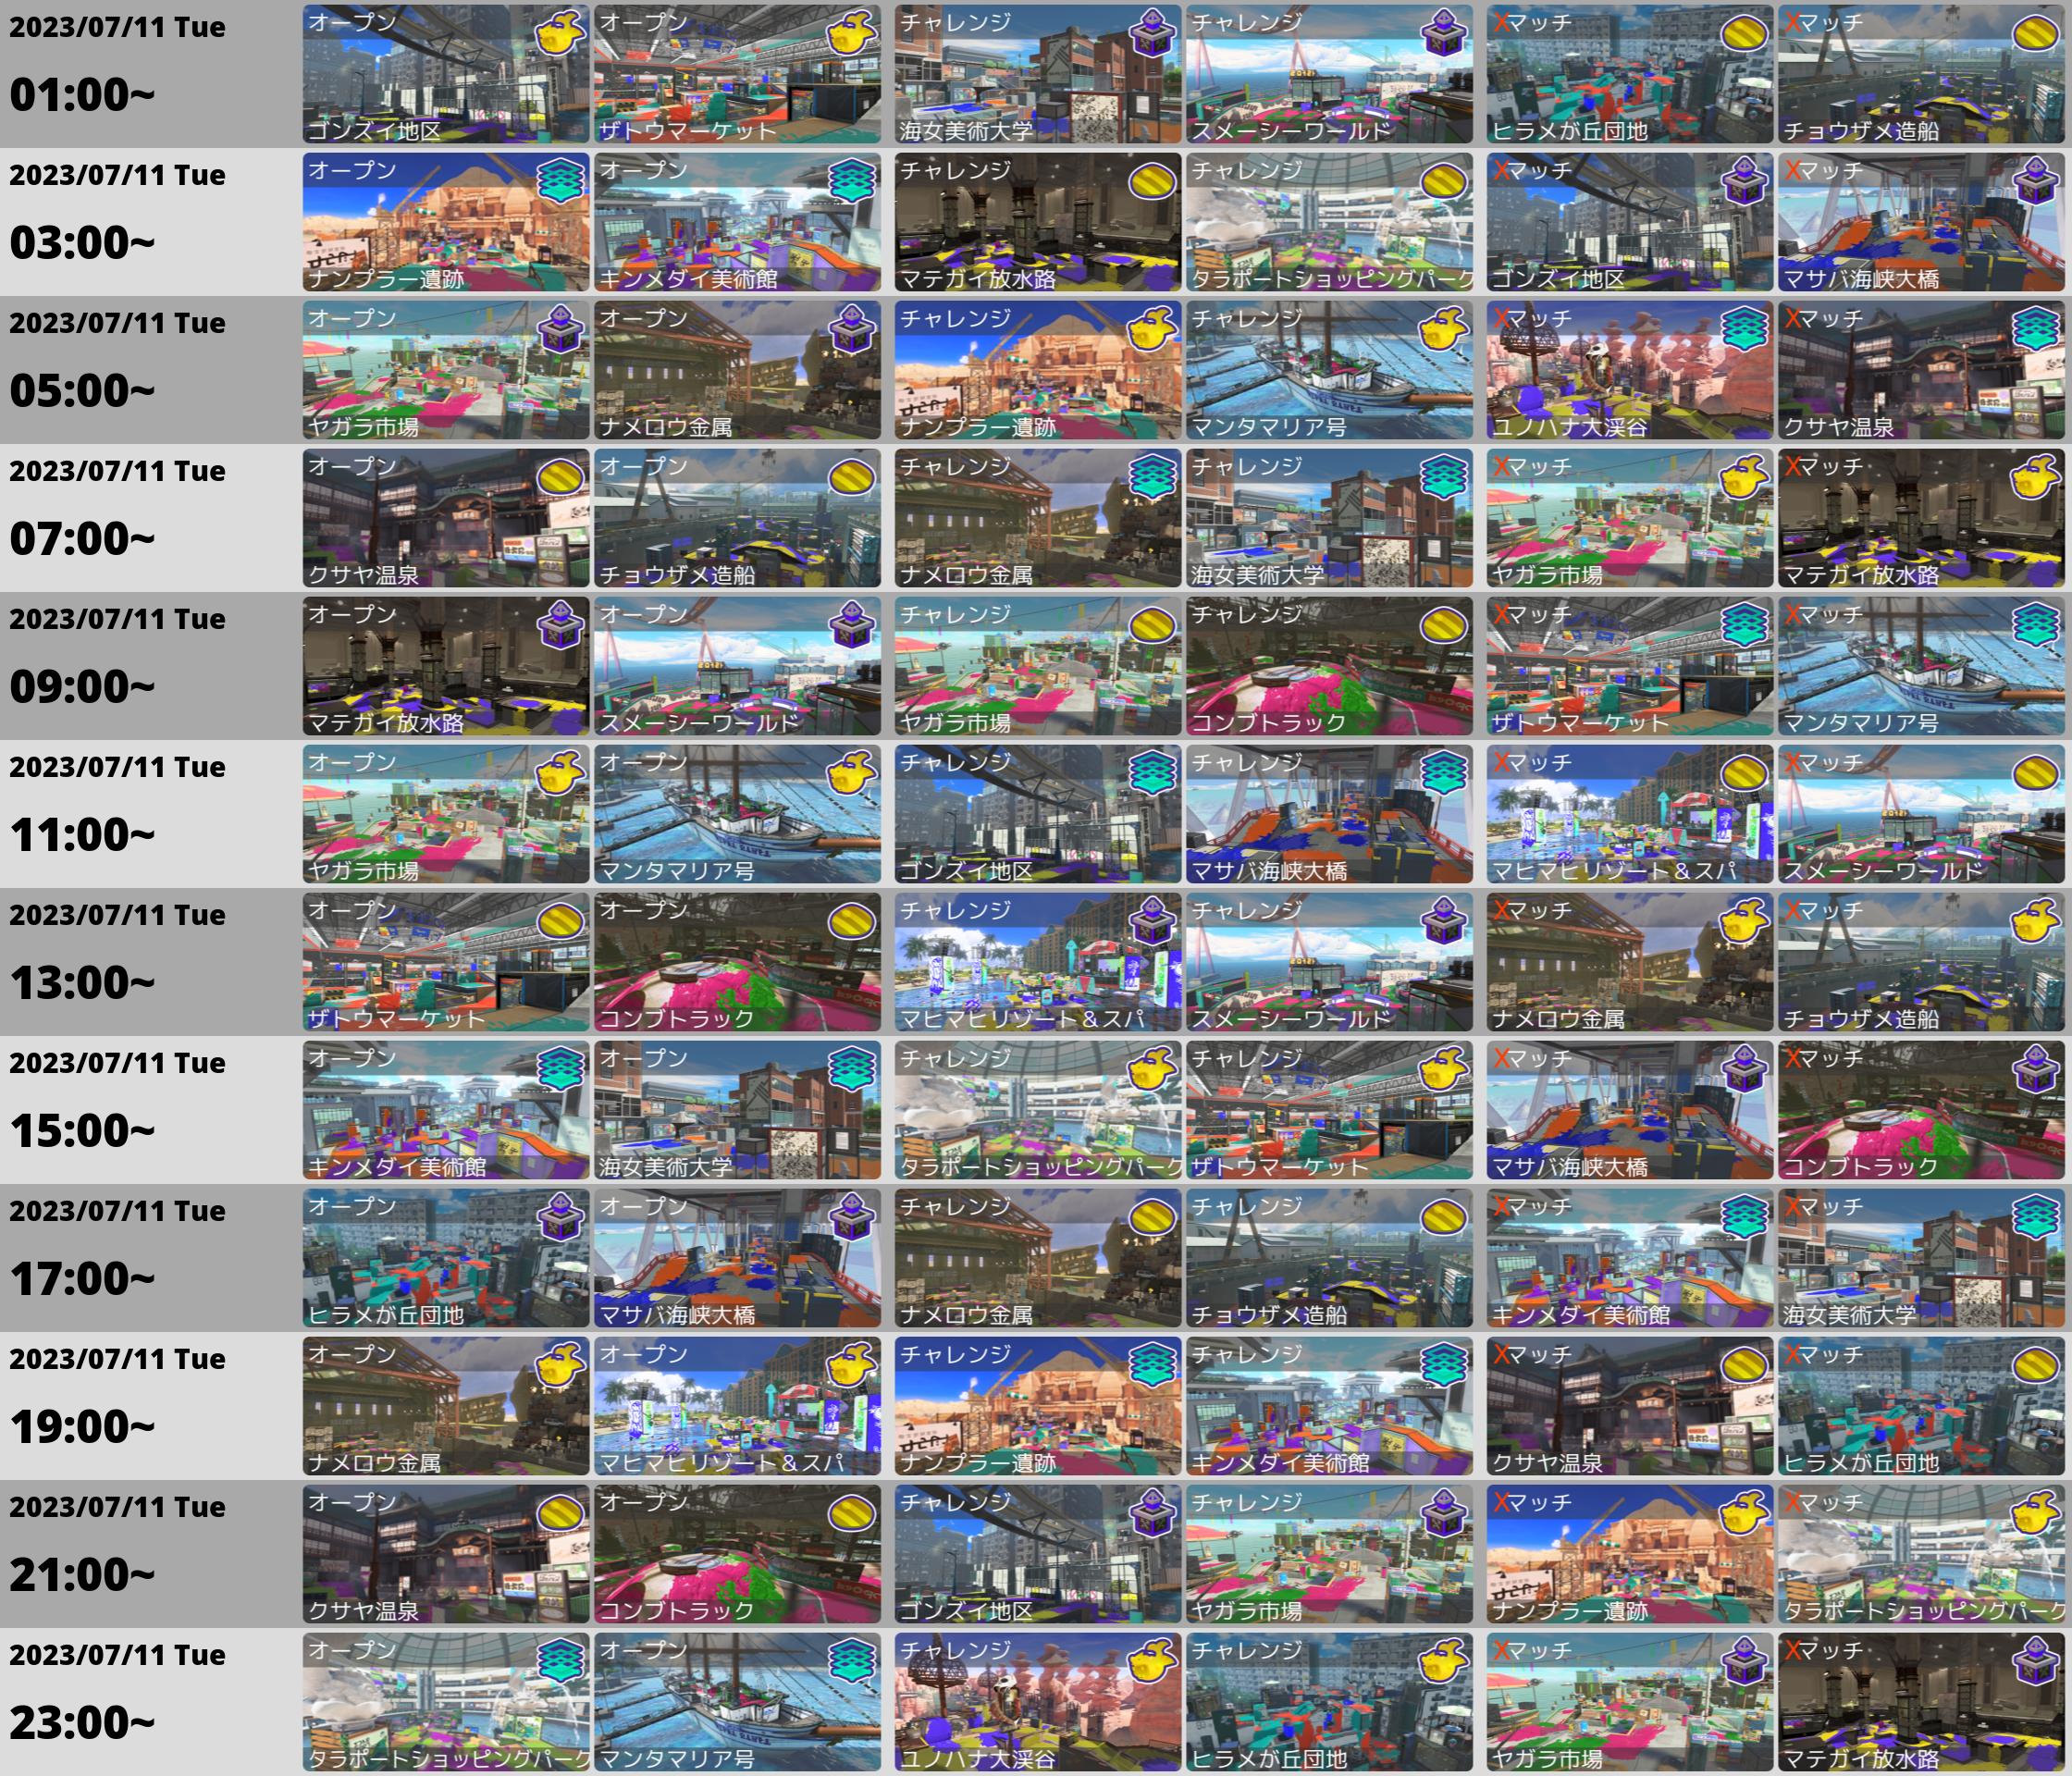 2023/07/11 Tue
01:00~
オープン オープン チャレンジ チャレンジ Xマッチ Xマッチ
ゴンズイ地区 ザトウマーケット 海女美術大学 スメーシーワールド ヒラメが丘団地 チョウザメ造船
2023/07/11 Tue
03:00~
オープン オープン チャレンジ チャレンジ Xマッチ Xマッチ
ナンプラー遺跡 キンメダイ美術館 マテガイ放水路 タラポートショッピングパーク ゴンズイ地区 マサバ海峡大橋
2023/07/11 Tue
05:00~
オープン オープン チャレンジ チャレンジ Xマッチ Xマッチ
ヤガラ市場 ナメロウ金属 ナンプラー遺跡 マンタマリア号 ユノハナ大渓谷 クサヤ温泉
2023/07/11 Tue
07:00~
オープン オープン チャレンジ チャレンジ Xマッチ Xマッチ
クサヤ温泉 チョウザメ造船 ナメロウ金属 海女美術大学 ヤガラ市場 マテガイ放水路
2023/07/11 Tue
09:00~
オープン オープン チャレンジ チャレンジ Xマッチ Xマッチ
マテガイ放水路 スメーシーワールド ヤガラ市場 コンブトラック ザトウマーケット マンタマリア号
2023/07/11 Tue
11:00~
オープン オープン チャレンジ チャレンジ Xマッチ Xマッチ
ヤガラ市場 マンタマリア号 ゴンズイ地区 マサバ海峡大橋 マヒマヒリゾート＆スパ スメーシーワールド
2023/07/11 Tue
13:00~
オープン オープン チャレンジ チャレンジ Xマッチ Xマッチ
ザトウマーケット コンブトラック マヒマヒリゾート＆スパ スメーシーワールド ナメロウ金属 チョウザメ造船
2023/07/11 Tue
15:00~
オープン オープン チャレンジ チャレンジ Xマッチ Xマッチ
キンメダイ美術館 海女美術大学 タラポートショッピングパーク ザトウマーケット マサバ海峡大橋 コンブトラック
2023/07/11 Tue
17:00~
オープン オープン チャレンジ チャレンジ Xマッチ Xマッチ
ヒラメが丘団地 マサバ海峡大橋 ナメロウ金属 チョウザメ造船 キンメダイ美術館 海女美術大学
2023/07/11 Tue
19:00~
オープン オープン チャレンジ チャレンジ Xマッチ Xマッチ
ナメロウ金属 マヒマヒリゾート＆スパ ナンプラー遺跡 キンメダイ美術館 クサヤ温泉 ヒラメが丘団地
2023/07/11 Tue
21:00~
オープン オープン チャレンジ チャレンジ Xマッチ Xマッチ
クサヤ温泉 コンブトラック ゴンズイ地区 ヤガラ市場 ナンプラー遺跡 タラポートショッピングパーク
2023/07/11 Tue
23:00~
オープン オープン チャレンジ チャレンジ Xマッチ Xマッチ
タラポートショッピングパーク マンタマリア号 ユノハナ大渓谷 ヒラメが丘団地 ヤガラ市場 マテガイ放水路